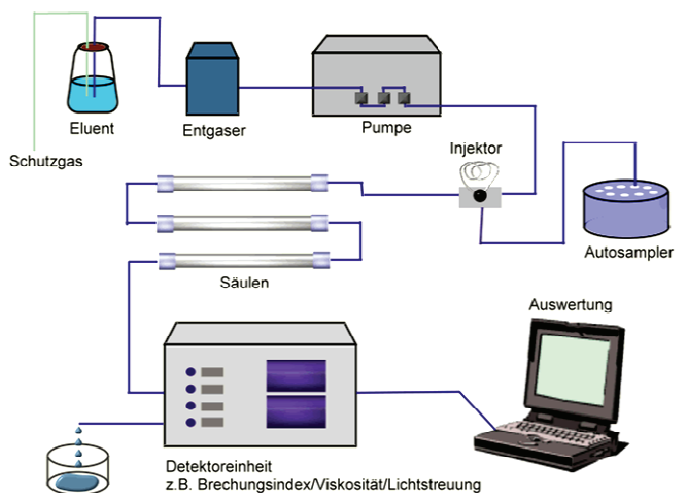 Eluent
Entgaser
Pumpe
Schutzgas
Injektor
Autosampler
Säulen
Auswertung
Detektoreinheit
z.B. Brechungsindex/Viskosität/Lichtstreuung